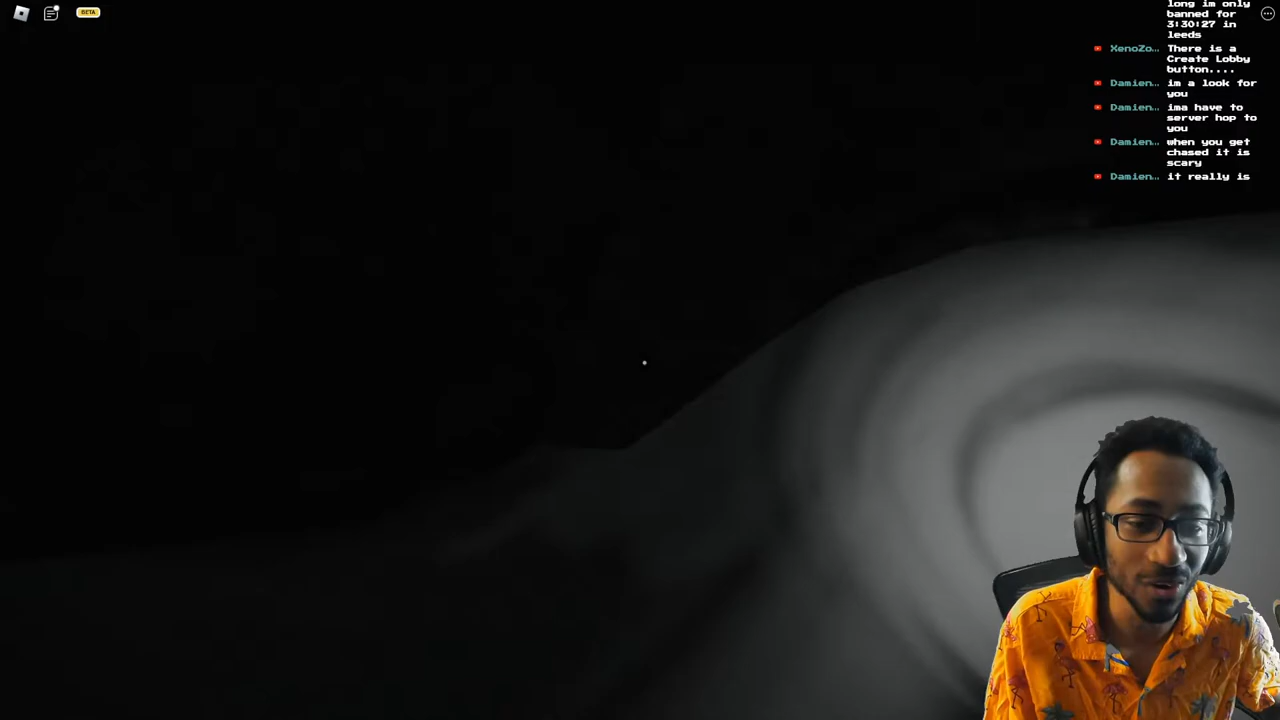 BETA
long im only
banned for
3:30:27 in
leeds
XenoZo… There is a
Create Lobby
button....
Damien… im a look for
you
Damien… ima have to
server hop to
you
Damien… when you get
chased it is
scary
Damien… it really is